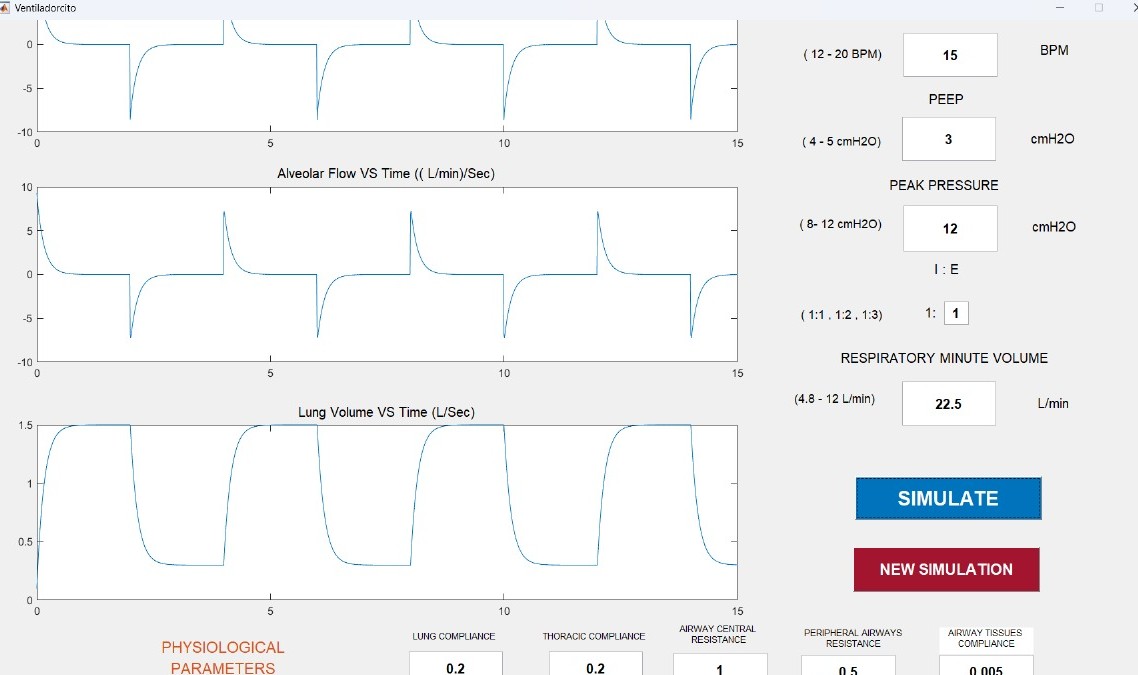 Ventiladorcito
0
-5
-10
0 5 10 15
( 12 - 20 BPM) 15 BPM
PEEP
( 4 - 5 cmH2O) 3 cmH2O
PEAK PRESSURE
( 8- 12 cmH2O) 12 cmH2O
I : E
( 1:1 , 1:2 , 1:3) 1: 1
RESPIRATORY MINUTE VOLUME
(4.8 - 12 L/min) 22.5 L/min
SIMULATE
NEW SIMULATION
Alveolar Flow VS Time (( L/min)/Sec)
10
5
0
-5
-10
0 5 10 15
Lung Volume VS Time (L/Sec)
1.5
1
0.5
0
0 5 10 15
PHYSIOLOGICAL
PARAMETERS
LUNG COMPLIANCE
0.2
THORACIC COMPLIANCE
0.2
AIRWAY CENTRAL
RESISTANCE
1
PERIPHERAL AIRWAYS
RESISTANCE
0.5
AIRWAY TISSUES
COMPLIANCE
0.005